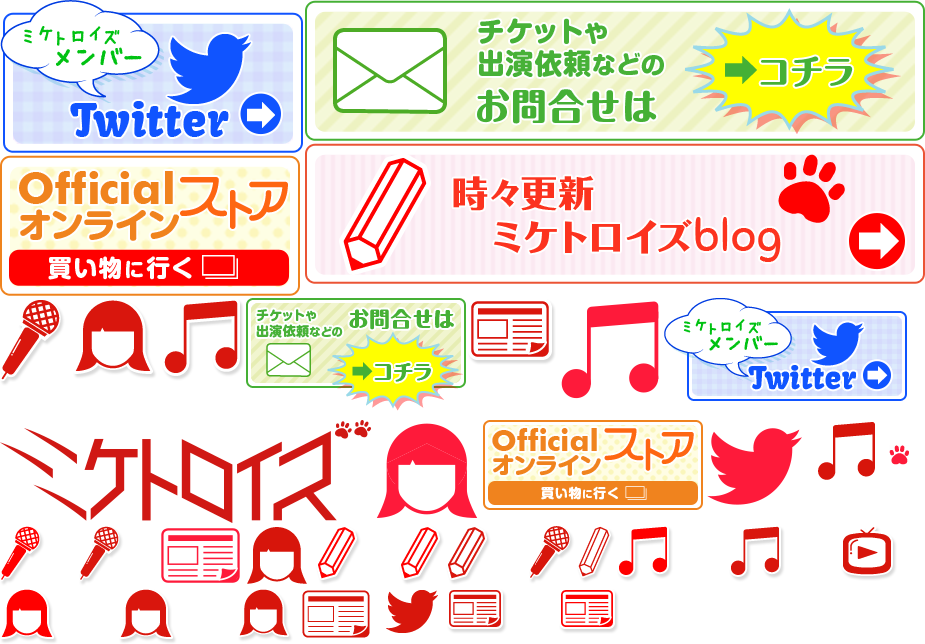 ミケトロイズ
メンバー
Twitter
チケットや
出演依頼などの
お問合せは
コチラ
Official
オンライン
ストア
買い物に行く
時々更新
ミケトロイズblog
チケットや
出演依頼などの
お問合せは
コチラ
ミケトロイズ
メンバー
Twitter
ミケトロイズ
Official
オンライン
ストア
買い物に行く